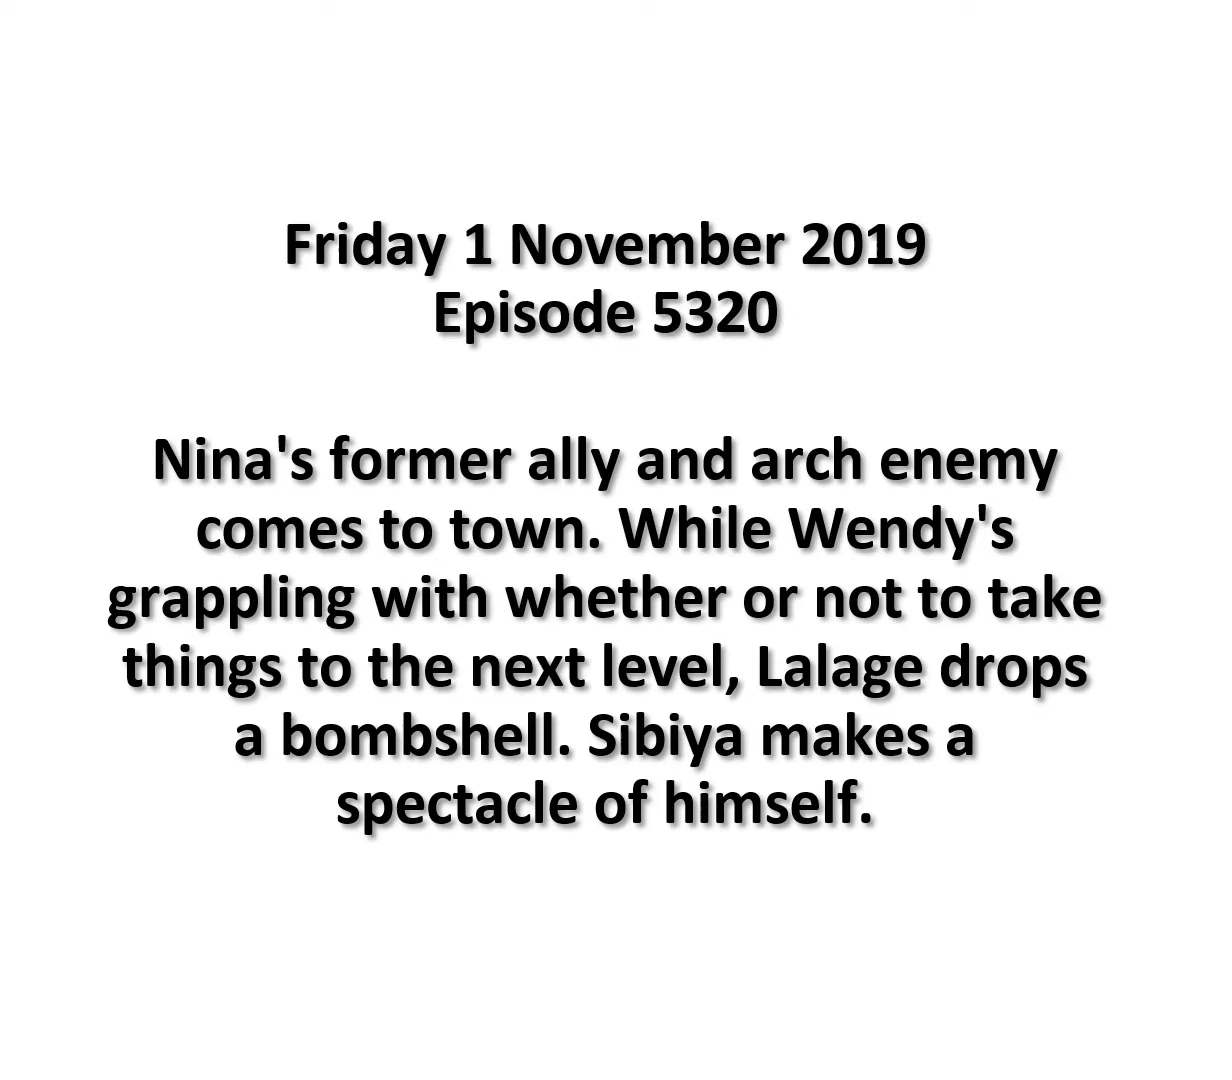 Friday 1 November 2019
Episode 5320
Nina's former ally and arch enemy
comes to town. While Wendy's
grappling with whether or not to take
things to the next level, Lalage drops
a bombshell. Sibiya makes a
spectacle of himself.